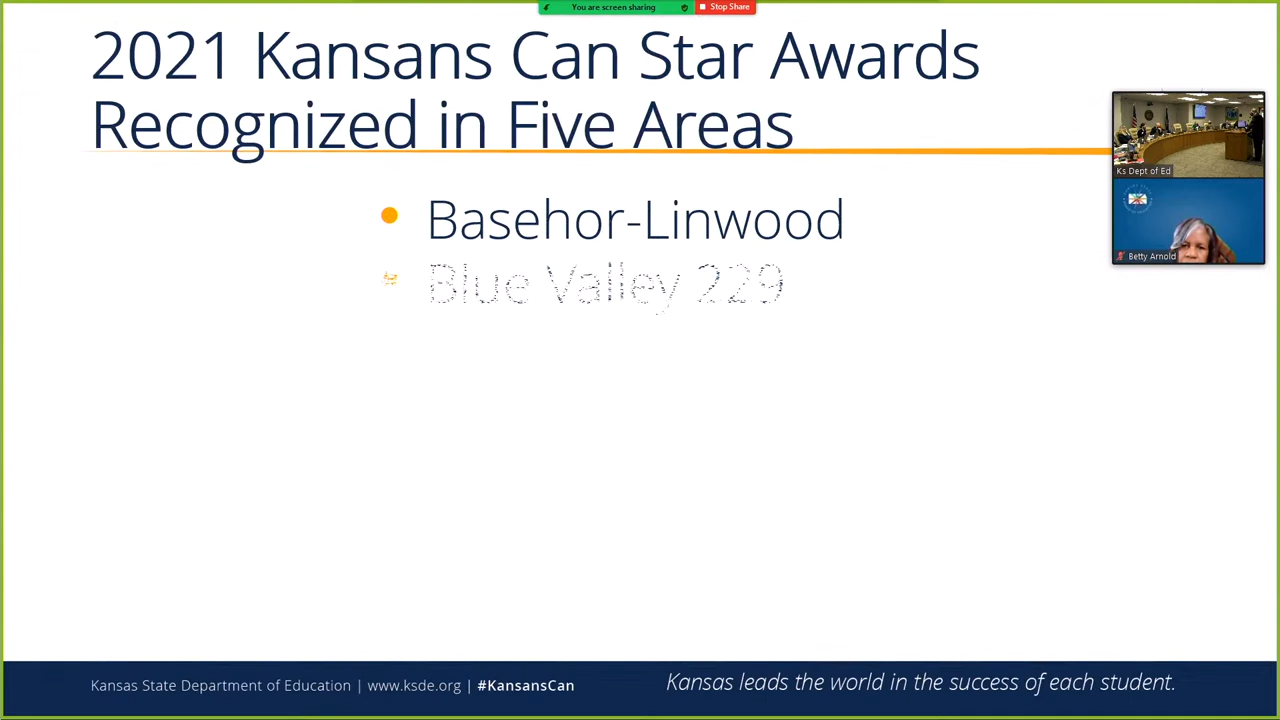 You are screen sharing
Stop Share
2021 Kansans Can Star Awards
Recognized in Five Areas
Ks Dept of Ed
Betty Arnold
• Basehor-Linwood
• Blue Valley 229
Kansas State Department of Education | www.ksde.org | #KansansCan
Kansas leads the world in the success of each student.